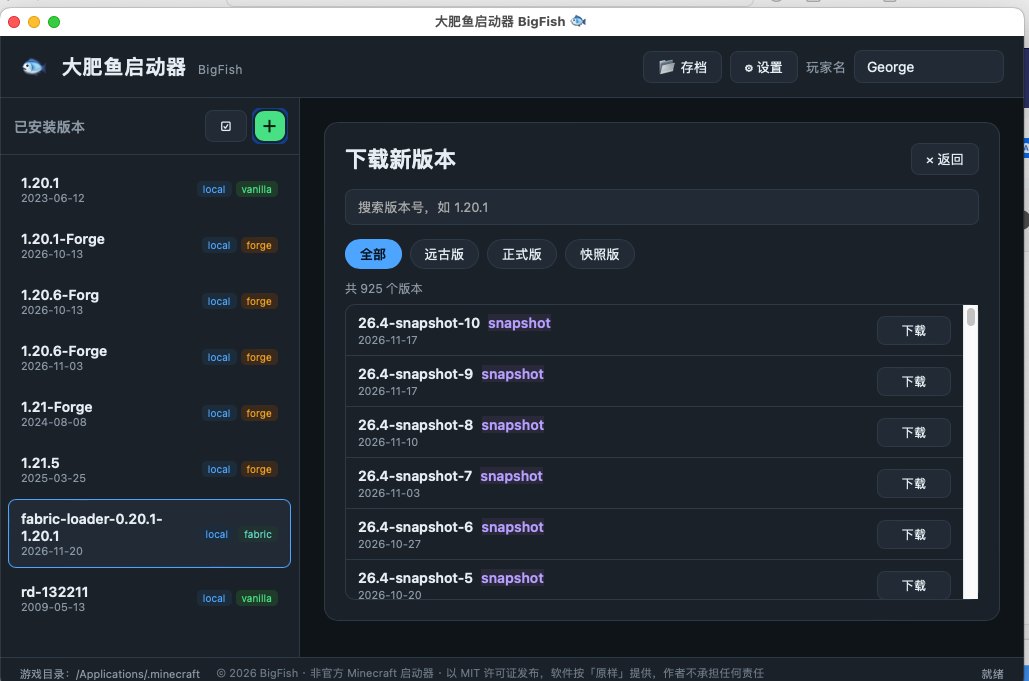 大肥鱼启动器 BigFish 🐟
大肥鱼启动器 BigFish
存档
设置
玩家名
George
已安装版本
+
1.20.1
2023-06-12
local vanilla
1.20.1-Forge
2026-10-13
local forge
1.20.6-Forg
2026-10-13
local forge
1.20.6-Forge
2026-11-03
local forge
1.21-Forge
2024-08-08
local forge
1.21.5
2025-03-25
local forge
fabric-loader-0.20.1-
1.20.1
2026-11-20
local fabric
rd-132211
2009-05-13
local vanilla
下载新版本
× 返回
搜索版本号，如 1.20.1
全部 远古版 正式版 快照版
共 925 个版本
26.4-snapshot-10 snapshot
2026-11-17
下载
26.4-snapshot-9 snapshot
2026-11-17
下载
26.4-snapshot-8 snapshot
2026-11-10
下载
26.4-snapshot-7 snapshot
2026-11-03
下载
26.4-snapshot-6 snapshot
2026-10-27
下载
26.4-snapshot-5 snapshot
2026-10-20
下载
游戏目录：/Applications/.minecraft
© 2026 BigFish · 非官方 Minecraft 启动器 · 以 MIT 许可证发布，软件按「原样」提供，作者不承担任何责任
就绪